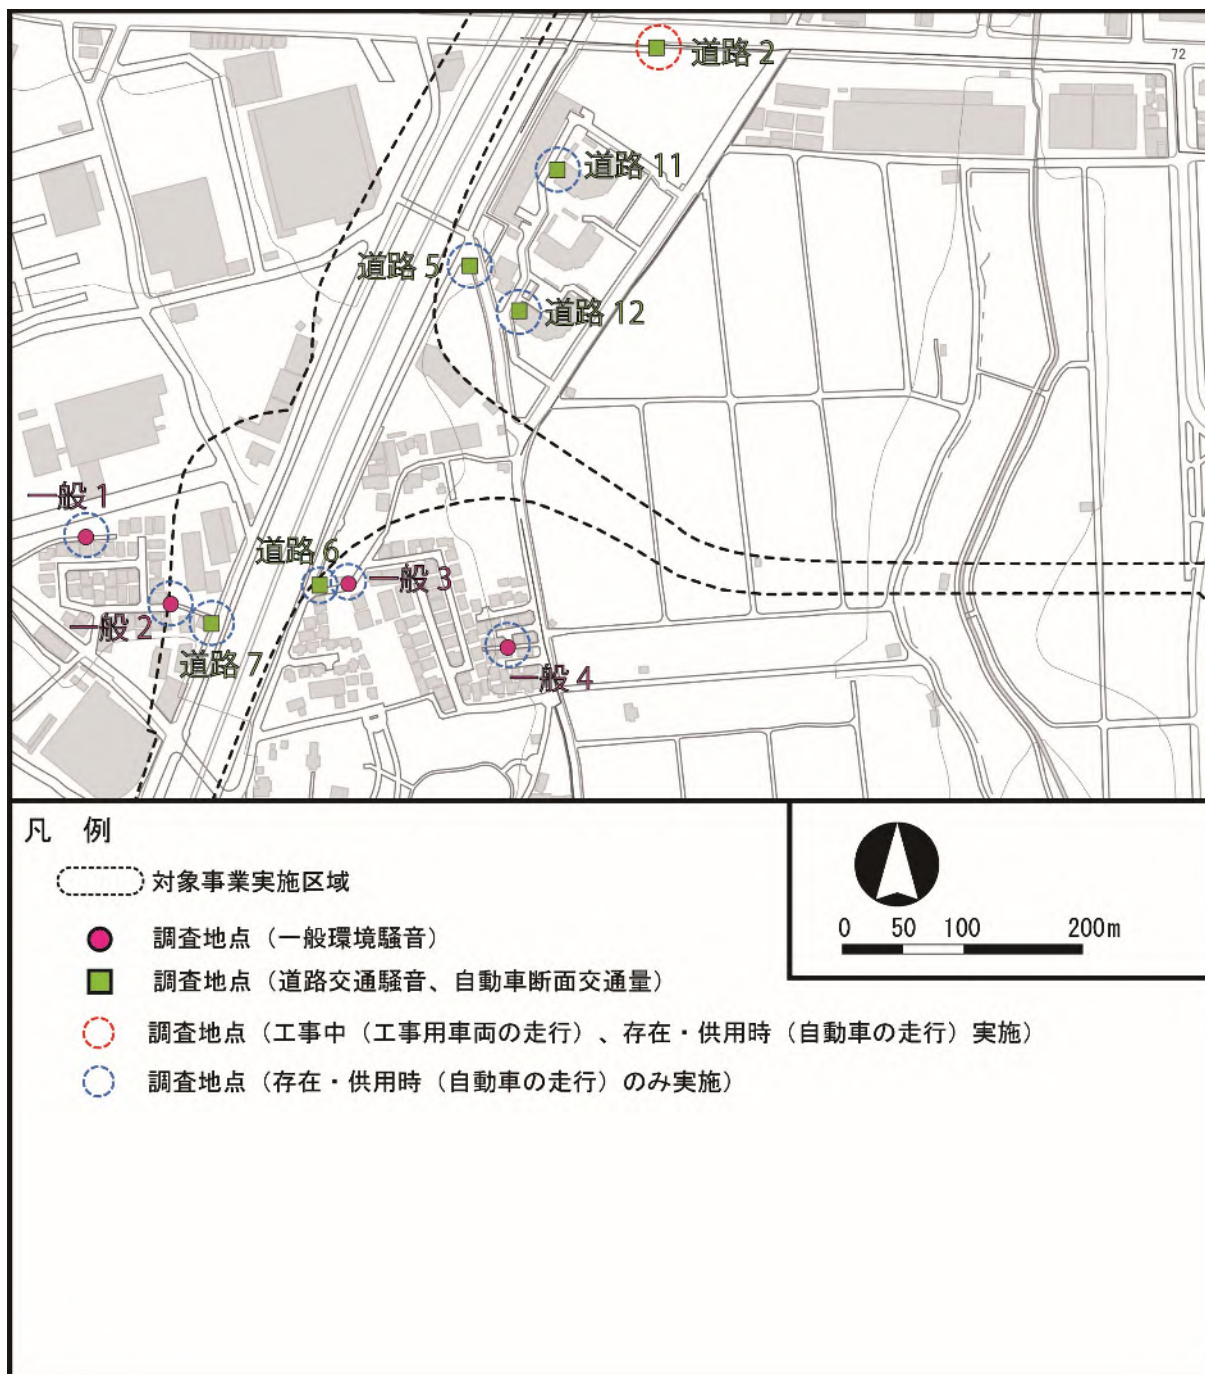 道路 2
72
道路 11
道路 5
道路 12
一般 1
道路 6
一般 3
一般 2
道路 7
一般 4
凡 例
対象事業実施区域
調査地点（一般環境騒音）
調査地点（道路交通騒音、自動車断面交通量）
調査地点（工事中（工事用車両の走行）、存在・供用時（自動車の走行）実施）
調査地点（存在・供用時（自動車の走行）のみ実施）
0 50 100 200m